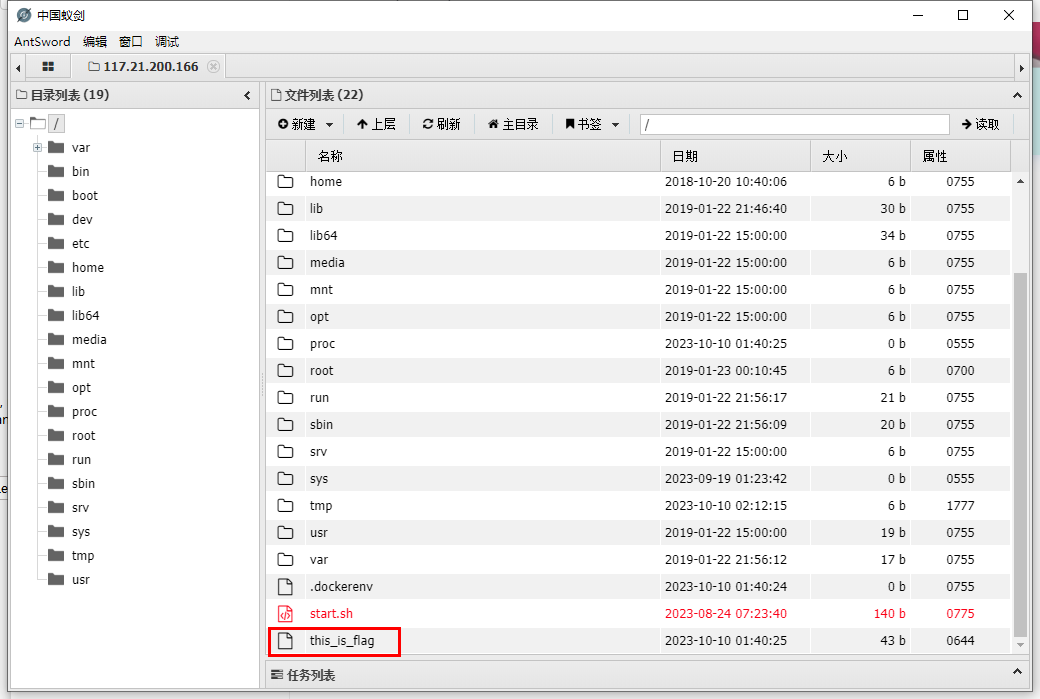 中国蚁剑
AntSword 编辑 窗口 调试
117.21.200.166
目录列表 (19)
/
var
bin
boot
dev
etc
home
lib
lib64
media
mnt
opt
proc
root
run
sbin
srv
sys
tmp
usr
文件列表 (22)
新建 上层 刷新 主目录 书签 / 读取
名称 日期 大小 属性
home 2018-10-20 10:40:06 6 b 0755
lib 2019-01-22 21:46:40 30 b 0755
lib64 2019-01-22 15:00:00 34 b 0755
media 2019-01-22 15:00:00 6 b 0755
mnt 2019-01-22 15:00:00 6 b 0755
opt 2019-01-22 15:00:00 6 b 0755
proc 2023-10-10 01:40:25 0 b 0555
root 2019-01-23 00:10:45 6 b 0700
run 2019-01-22 21:56:17 21 b 0755
sbin 2019-01-22 21:56:09 20 b 0755
srv 2019-01-22 15:00:00 6 b 0755
sys 2023-09-19 01:23:42 0 b 0555
tmp 2023-10-10 02:12:15 6 b 1777
usr 2019-01-22 15:00:00 19 b 0755
var 2019-01-22 21:56:12 17 b 0755
.dockerenv 2023-10-10 01:40:24 0 b 0755
start.sh 2023-08-24 07:23:40 140 b 0775
this_is_flag 2023-10-10 01:40:25 43 b 0644
任务列表